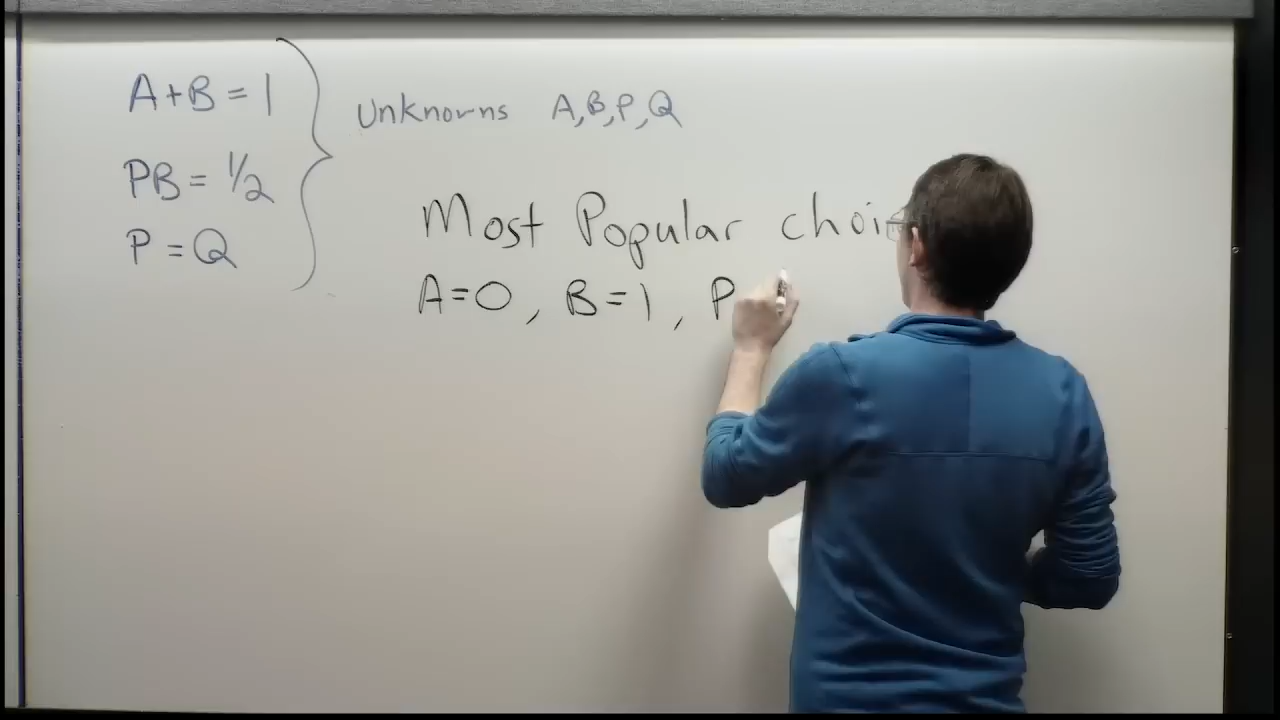 A+B=1
PB=1/2
P=Q
Unknowns A,B,P,Q
Most Popular choi
A=0, B=1, P